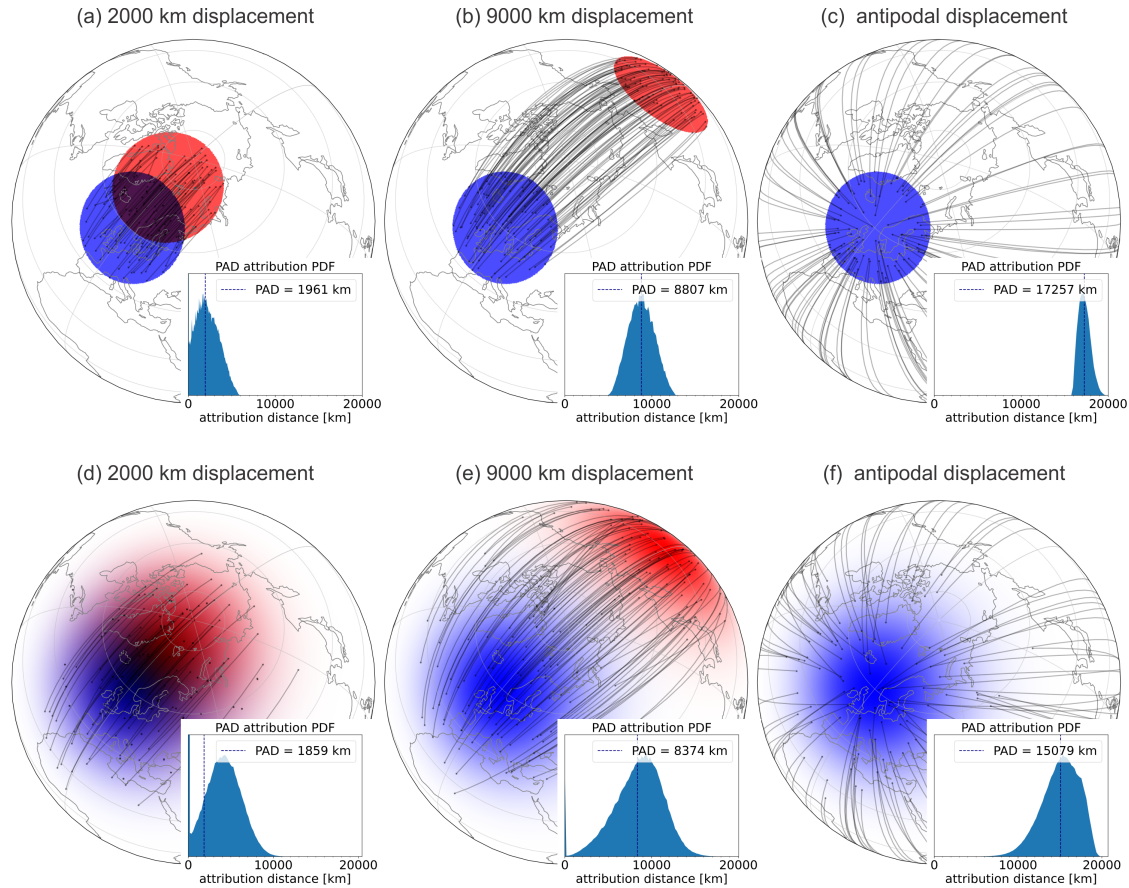 (a) 2000 km displacement
(b) 9000 km displacement
(c) antipodal displacement
PAD attribution PDF
PAD = 1961 km
0 10000 20000
attribution distance [km]
PAD attribution PDF
PAD = 8807 km
0 10000 20000
attribution distance [km]
PAD attribution PDF
PAD = 17257 km
0 10000 20000
attribution distance [km]
(d) 2000 km displacement
(e) 9000 km displacement
(f) antipodal displacement
PAD attribution PDF
PAD = 1859 km
0 10000 20000
attribution distance [km]
PAD attribution PDF
PAD = 8374 km
0 10000 20000
attribution distance [km]
PAD attribution PDF
PAD = 15079 km
0 10000 20000
attribution distance [km]